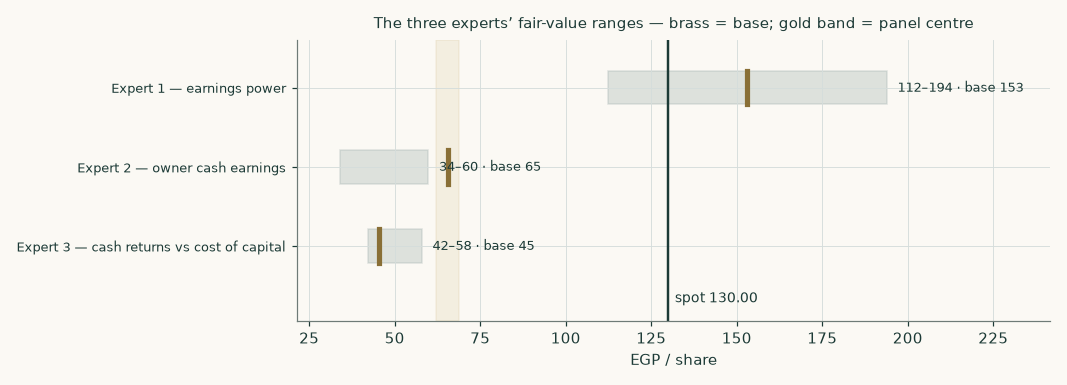 The three experts’ fair-value ranges — brass = base; gold band = panel centre
Expert 1 — earnings power
112–194 · base 153
Expert 2 — owner cash earnings
34–60 · base 65
Expert 3 — cash returns vs cost of capital
42–58 · base 45
spot 130.00
25 50 75 100 125 150 175 200 225
EGP / share